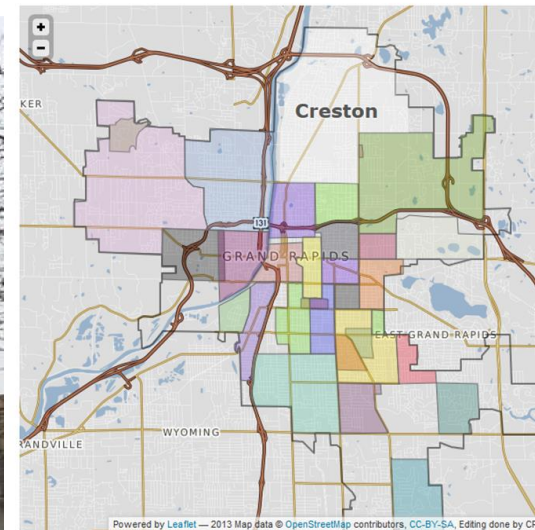 +
−
KER
Creston
131
GRAND RAPIDS
EAST GRAND RAPIDS
WYOMING
RANDVILLE
Powered by Leaflet — 2013 Map data © OpenStreetMap contributors, CC-BY-SA, Editing done by CR